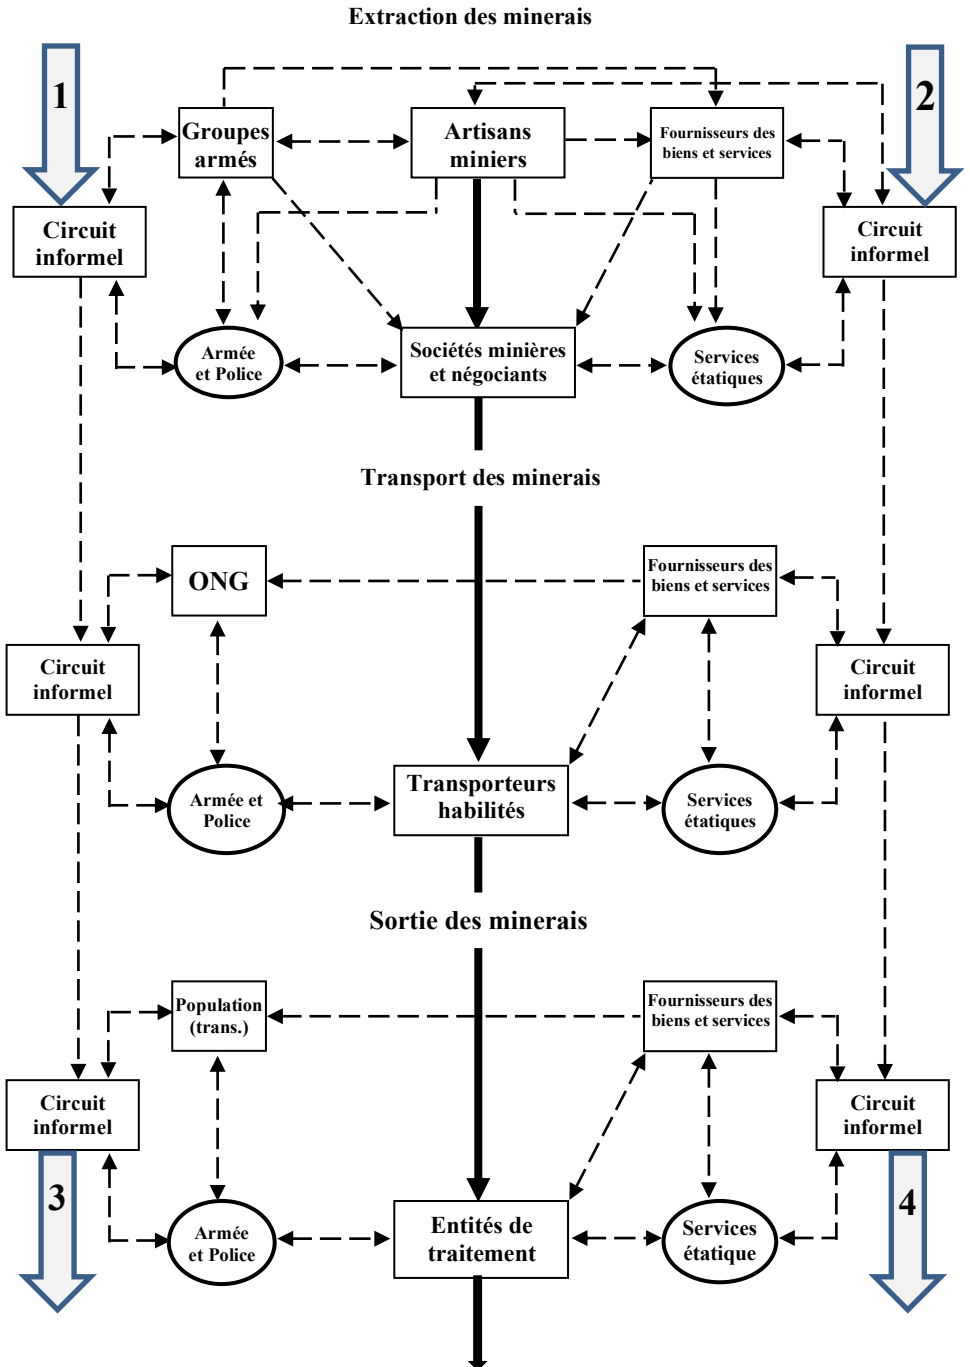 Extraction des minerais
1
2
Groupes
armés
Artisans
miniers
Fournisseurs des
biens et services
Circuit
informel
Circuit
informel
Armée
et Police
Sociétés minières
et négociants
Services
étatiques
Transport des minerais
ONG
Fournisseurs des
biens et services
Circuit
informel
Circuit
informel
Armée et
Police
Transporteurs
habilités
Services
étatiques
Sortie des minerais
Population
(trans.)
Fournisseurs des
biens et services
Circuit
informel
Circuit
informel
3
4
Armée
et Police
Entités de
traitement
Services
étatique